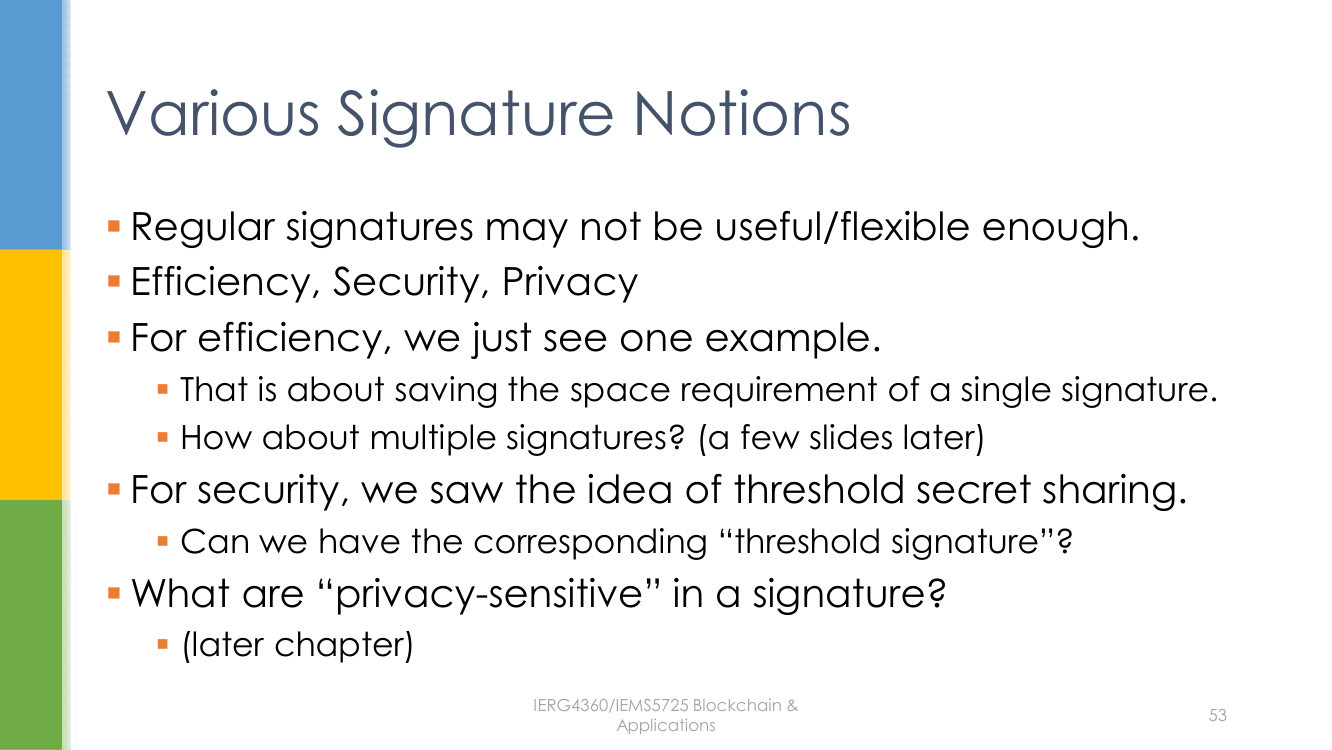 Various Signature Notions
Regular signatures may not be useful/flexible enough.
Efficiency, Security, Privacy
For efficiency, we just see one example.
That is about saving the space requirement of a single signature.
How about multiple signatures? (a few slides later)
For security, we saw the idea of threshold secret sharing.
Can we have the corresponding “threshold signature”?
What are “privacy-sensitive” in a signature?
(later chapter)
IERG4360/IEMS5725 Blockchain &
Applications
53